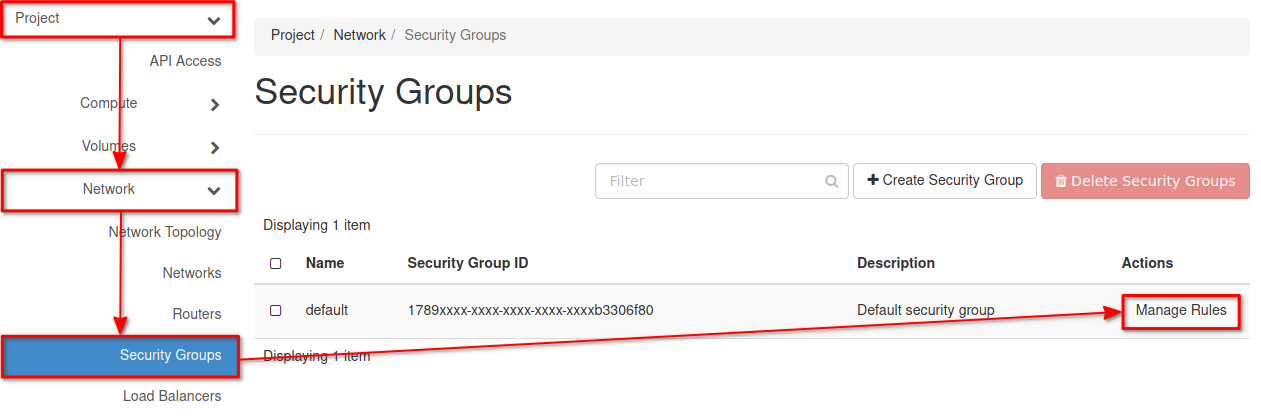 Project
API Access
Compute
Volumes
Network
Network Topology
Networks
Routers
Security Groups
Load Balancers
Project / Network / Security Groups
Security Groups
Filter
Create Security Group
Delete Security Groups
Displaying 1 item
Name Security Group ID Description Actions
default 1789xxxx-xxxx-xxxx-xxxx-xxxxb3306f80 Default security group Manage Rules
Displaying 1 item